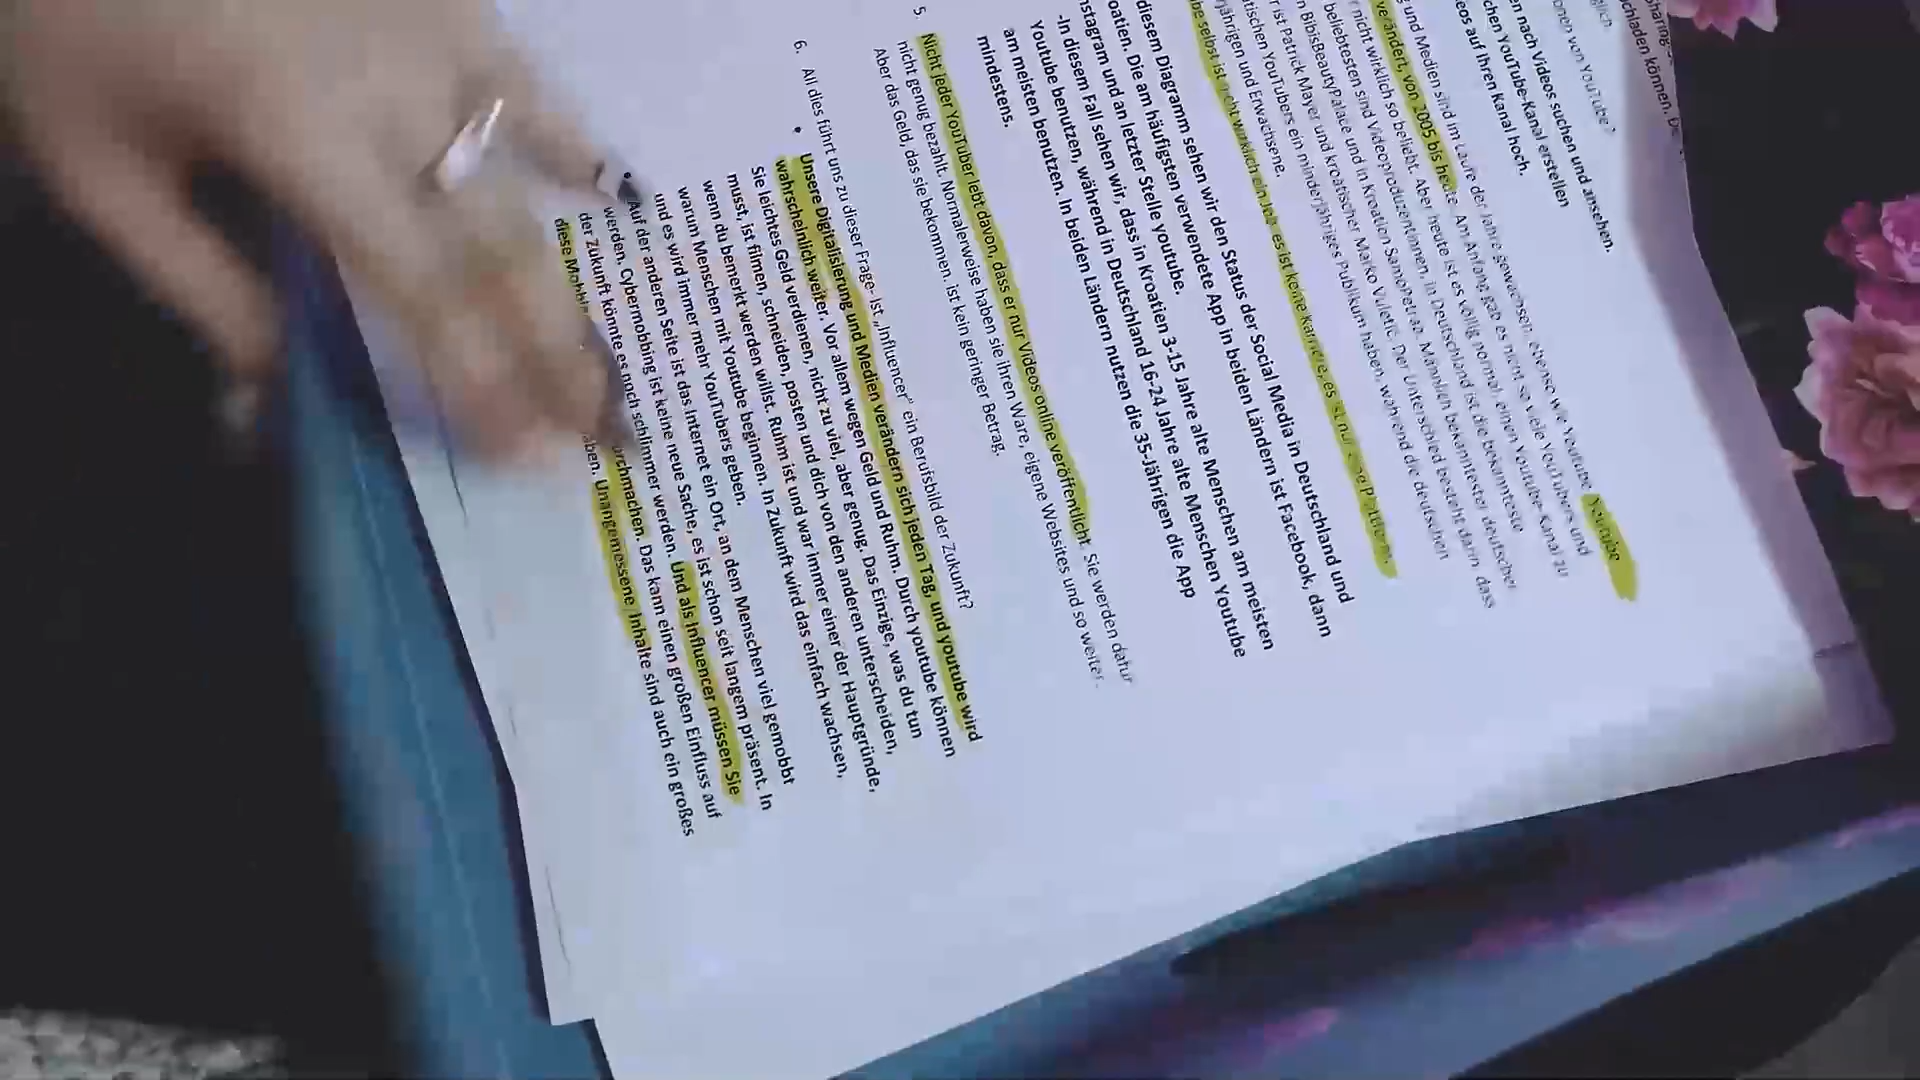 sharing-
chladen können. De
onen von YouTube?
glich
en nach Videos suchen und ansehen.
chen YouTube-Kanal erstellen
eos auf Ihren Kanal hoch.
und Medien sind im Laufe der Jahre gewachsen, ebenso wie Youtube. Youtube
verändert, von 2005 bis heute. Am Anfang gab es nicht so viele YouTubers und
r nicht wirklich so beliebt. Aber heute ist es völlig normal, einen Youtube-Kanal zu
beliebtesten sind Videoproduzentinnen, in Deutschland ist die bekannteste
n BibisBeautyPalace und in Kroatien SamoPetraa. Männlich bekanntester deutscher
r ist Patrick Mayer und kroatischer Marko Vuletić. Der Unterschied besteht darin, dass
tischen YouTubers ein minderjähriges Publikum haben, während die deutschen
rjährigen und Erwachsene.
be selbst ist nicht wirklich ein Job, es ist keine Karriere, es ist nur eine Plattform.
diesem Diagramm sehen wir den Status der Social Media in Deutschland und
oatien. Die am häufigsten verwendete App in beiden Ländern ist Facebook, dann
nstagram und an letzter Stelle youtube.
-In diesem Fall sehen wir, dass in Kroatien 3-15 Jahre alte Menschen am meisten
Youtube benutzen, während in Deutschland 16-24 Jahre alte Menschen Youtube
am meisten benutzen. In beiden Ländern nutzen die 35-Jährigen die App
mindestens.
5. Nicht jeder YouTuber lebt davon, dass er nur Videos online veröffentlicht. Sie werden dafür
nicht genug bezahlt. Normalerweise haben sie ihren Ware, eigene Websites und so weiter.
Aber das Geld, das sie bekommen, ist kein geringer Betrag.
6. All dies führt uns zu dieser Frage- ist „Influencer“ ein Berufsbild der Zukunft?
• Unsere Digitalisierung und Medien verändern sich jeden Tag, und youtube wird
wahrscheinlich weiter. Vor allem wegen Geld und Ruhm. Durch youtube können
Sie leichtes Geld verdienen, nicht zu viel, aber genug. Das Einzige, was du tun
musst, ist filmen, schneiden, posten und dich von den anderen unterscheiden,
wenn du bemerkt werden willst. Ruhm ist und war immer einer der Hauptgründe,
warum Menschen mit Youtube beginnen. In Zukunft wird das einfach wachsen,
und es wird immer mehr YouTubers geben.
• Auf der anderen Seite ist das Internet ein Ort, an dem Menschen viel gemobbt
werden. Cybermobbing ist keine neue Sache, es ist schon seit langem präsent. In
der Zukunft könnte es noch schlimmer werden. Und als Influencer müssen Sie
diese Mobbi rchmachen. Das kann einen großen Einfluss auf
aben. Unangemessene Inhalte sind auch ein großes